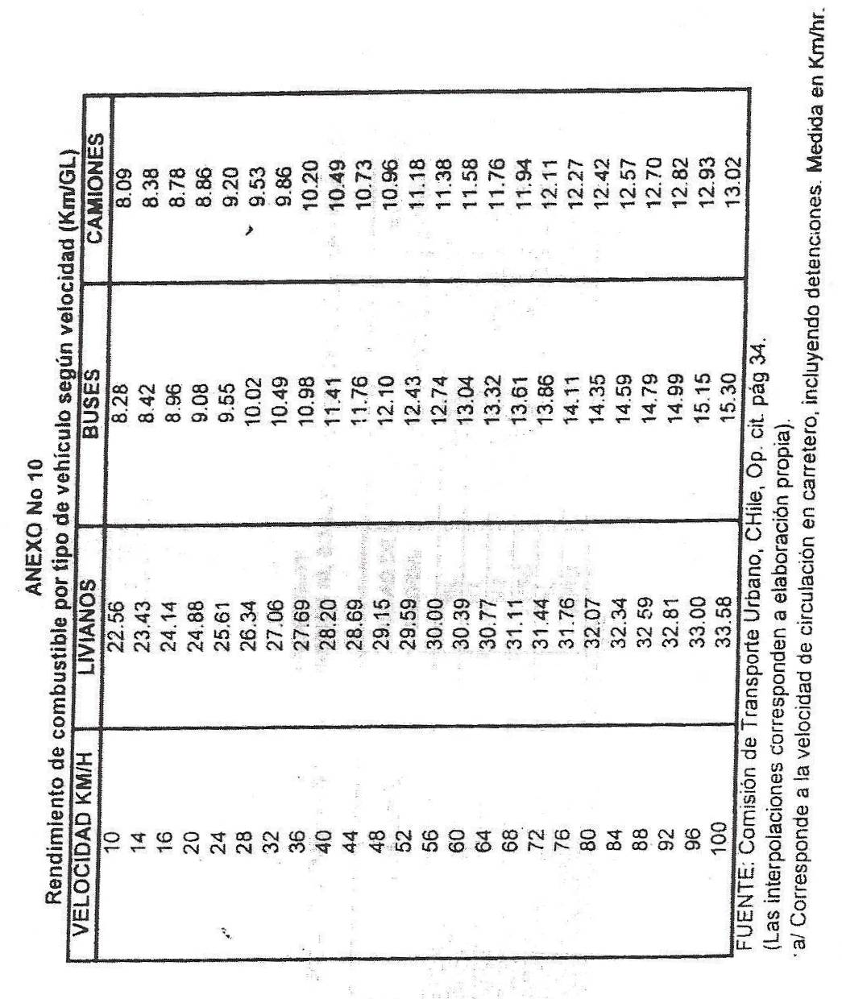 ANEXO No 10
Rendimiento de combustible por tipo de vehículo según velocidad (Km/GL)
VELOCIDAD KM/H LIVIANOS BUSES CAMIONES
10 22.56 8.28 8.09
14 23.43 8.42 8.38
16 24.14 8.96 8.78
20 24.88 9.08 8.86
24 25.61 9.55 9.20
28 26.34 10.02 9.53
32 27.06 10.49 9.86
36 27.69 10.98 10.20
40 28.20 11.41 10.49
44 28.69 11.76 10.73
48 29.15 12.10 10.96
52 29.59 12.43 11.18
56 30.00 12.74 11.38
60 30.39 13.04 11.58
64 30.77 13.32 11.76
68 31.11 13.61 11.94
72 31.44 13.86 12.11
76 31.76 14.11 12.27
80 32.07 14.35 12.42
84 32.34 14.59 12.57
88 32 59 14.79 12.70
92 32.81 14.99 12.82
96 33.00 15.15 12.93
100 33.58 15.30 13.02
FUENTE: Comisión de Transporte Urbano, CHile, Op. cit. pág 34.
(Las interpolaciones corresponden a elaboración propia).
a/ Corresponde a la velocidad de circulación en carretero, incluyendo detenciones. Medida en Km/hr.